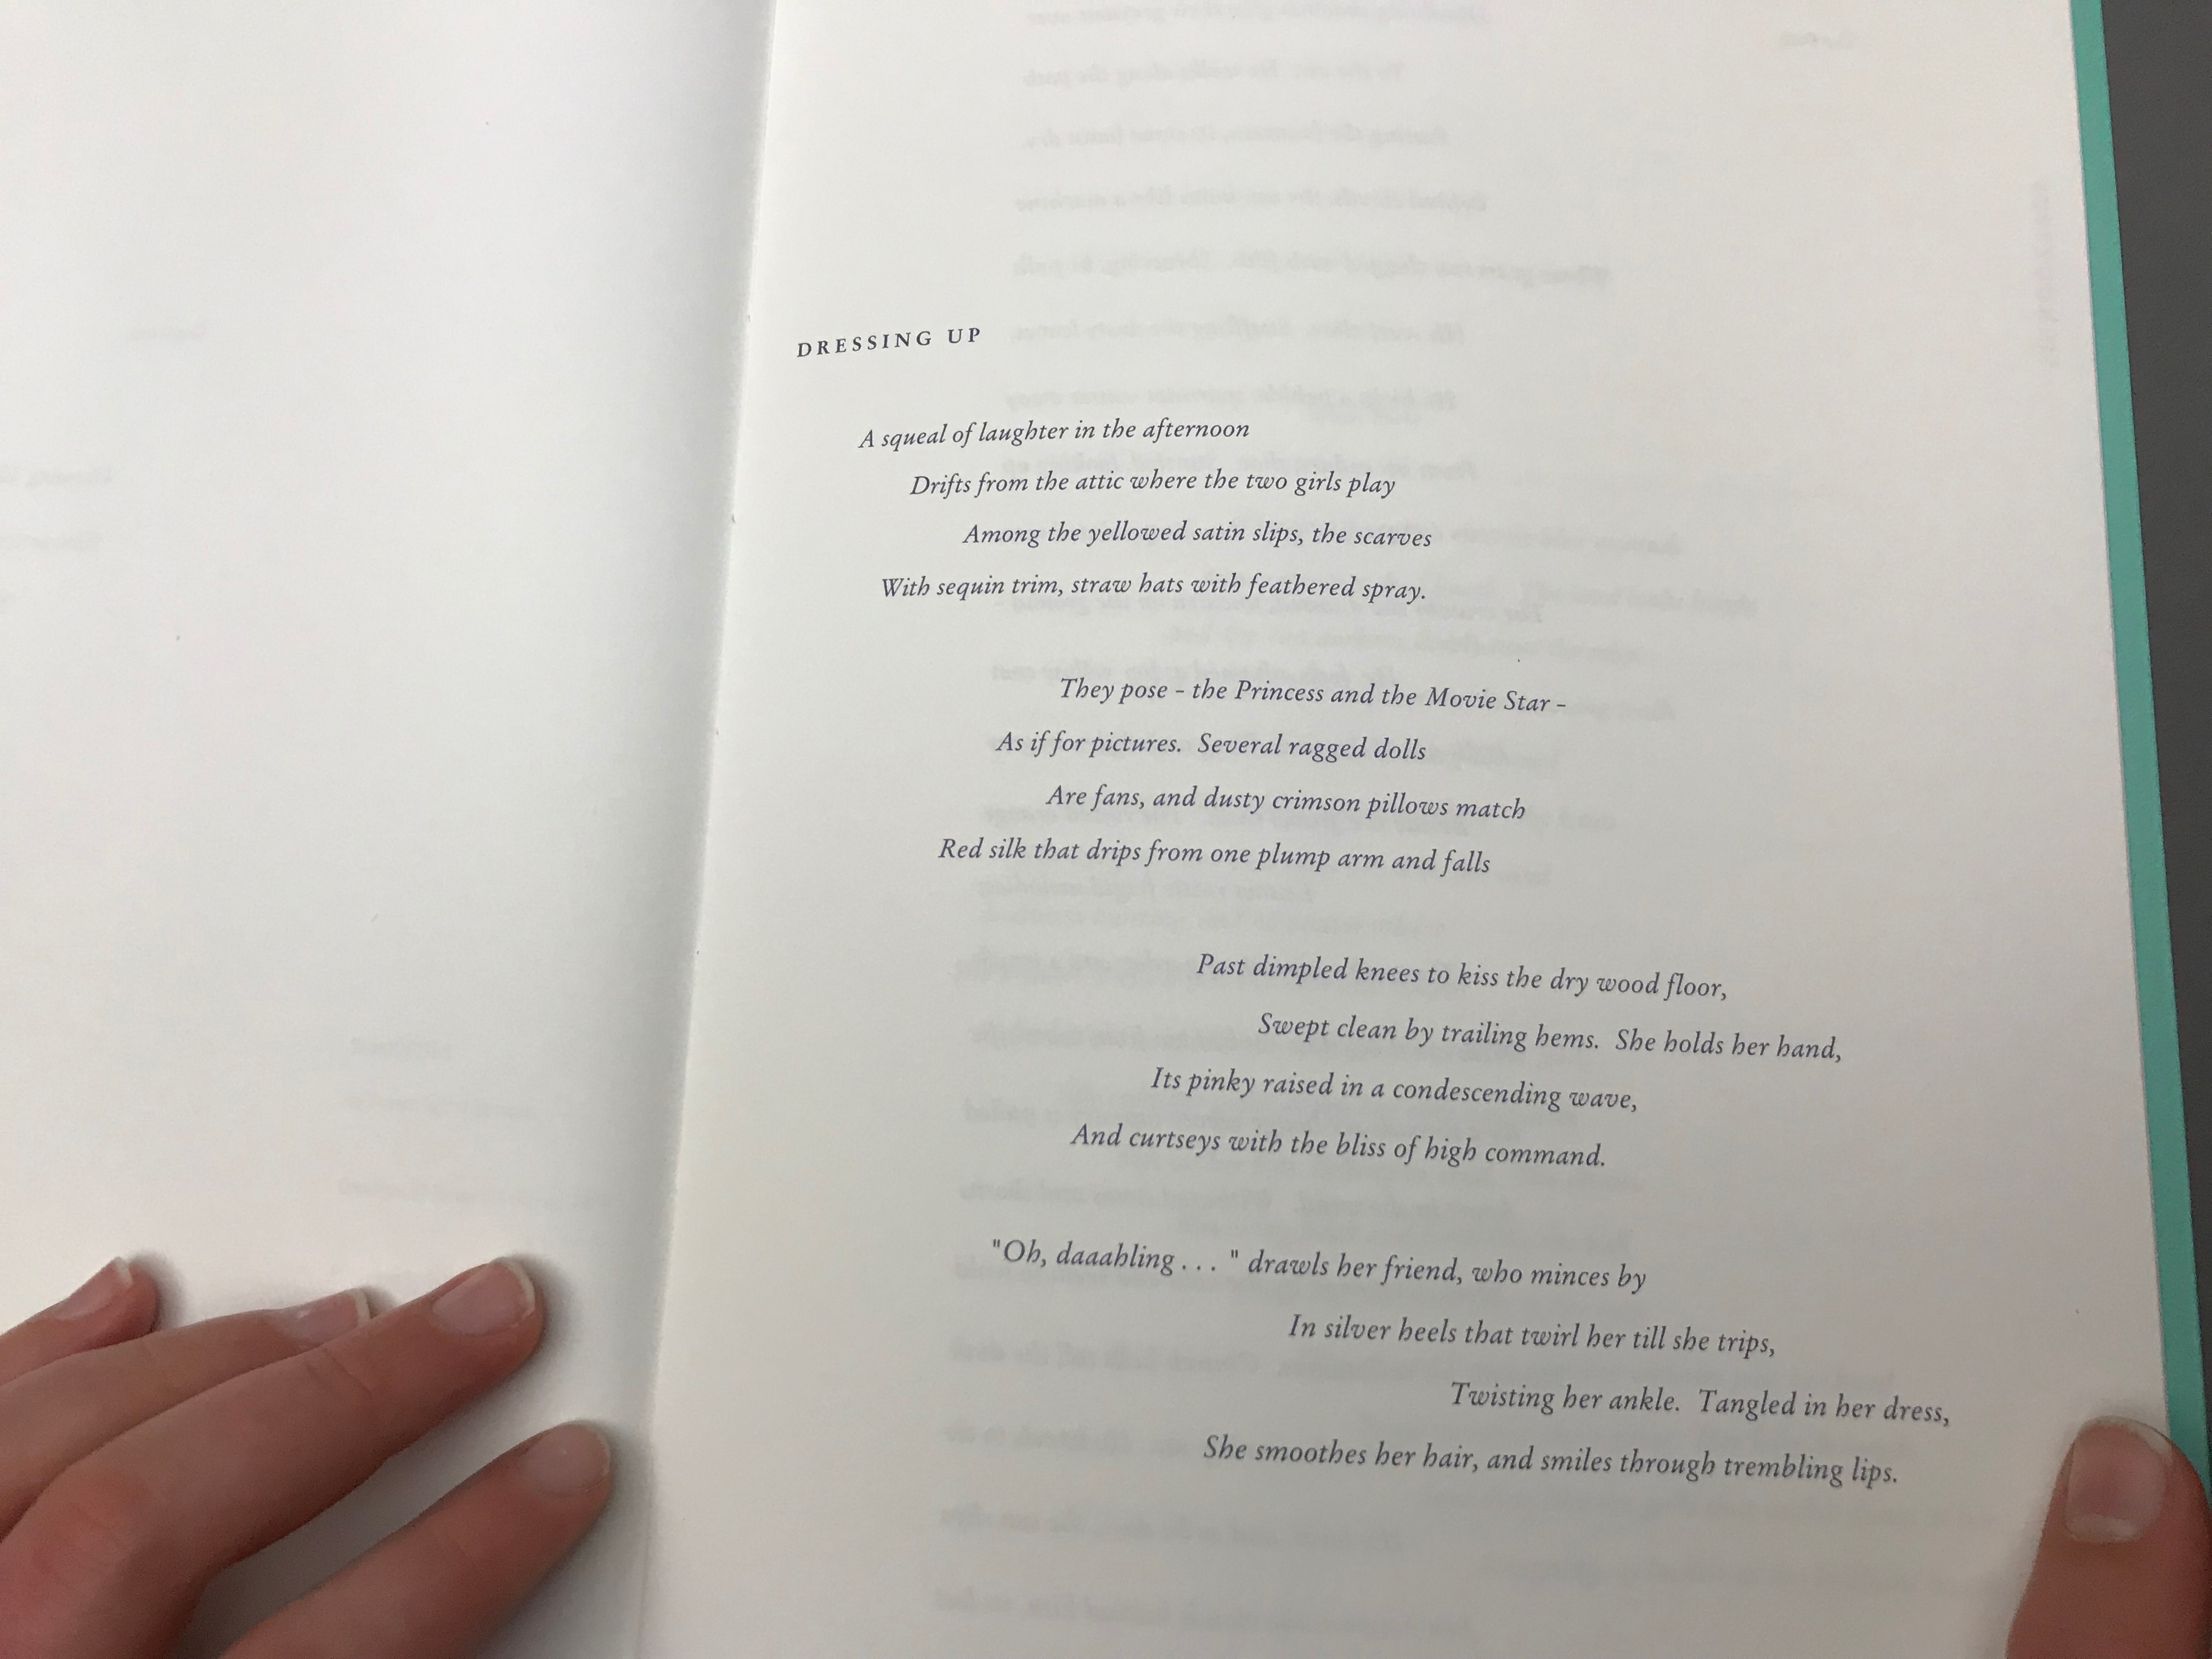 DRESSING UP
A squeal of laughter in the afternoon
Drifts from the attic where the two girls play
Among the yellowed satin slips, the scarves
With sequin trim, straw hats with feathered spray.
They pose - the Princess and the Movie Star -
As if for pictures.  Several ragged dolls
Are fans, and dusty crimson pillows match
Red silk that drips from one plump arm and falls
Past dimpled knees to kiss the dry wood floor,
Swept clean by trailing hems.  She holds her hand,
Its pinky raised in a condescending wave,
And curtseys with the bliss of high command.
"Oh, daaahling . . . " drawls her friend, who minces by
In silver heels that twirl her till she trips,
Twisting her ankle.  Tangled in her dress,
She smoothes her hair, and smiles through trembling lips.